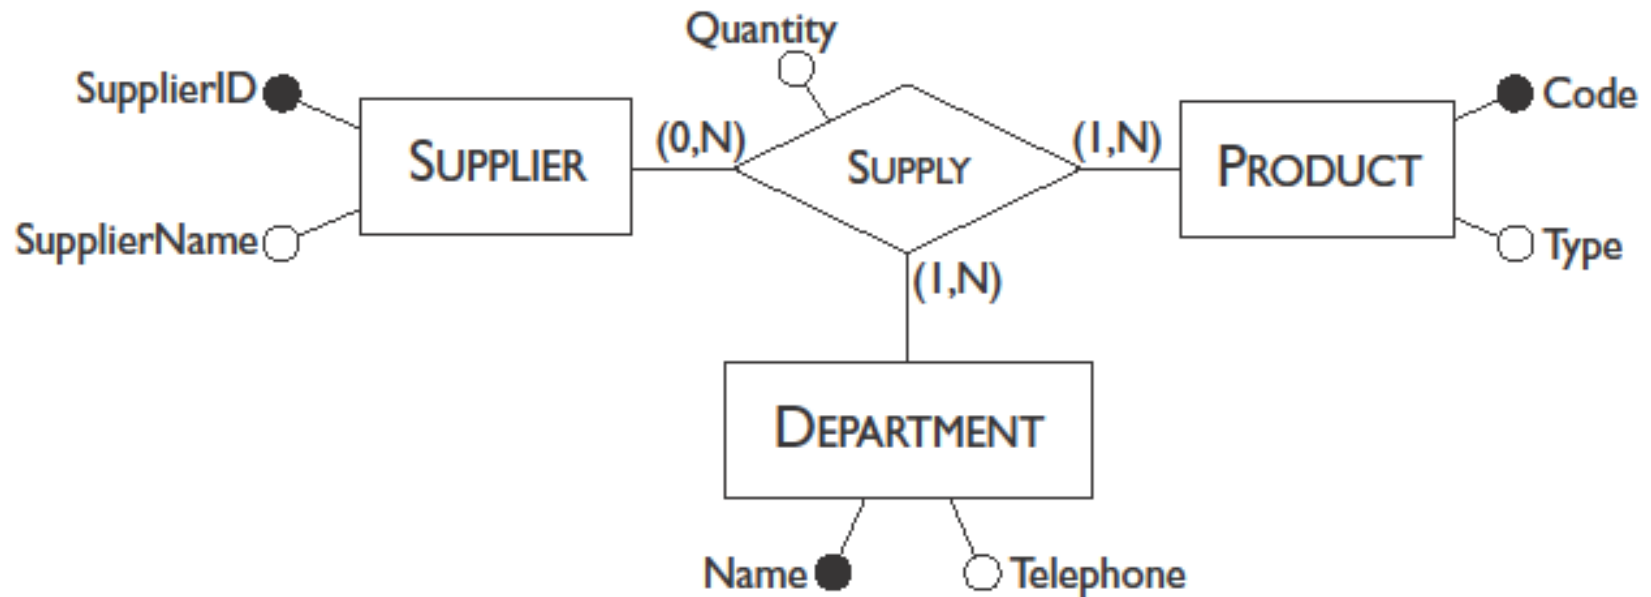 Quantity
SupplierID
Code
(0,N)
(1,N)
SUPPLIER
SUPPLY
PRODUCT
SupplierName
Type
(1,N)
DEPARTMENT
Name
Telephone